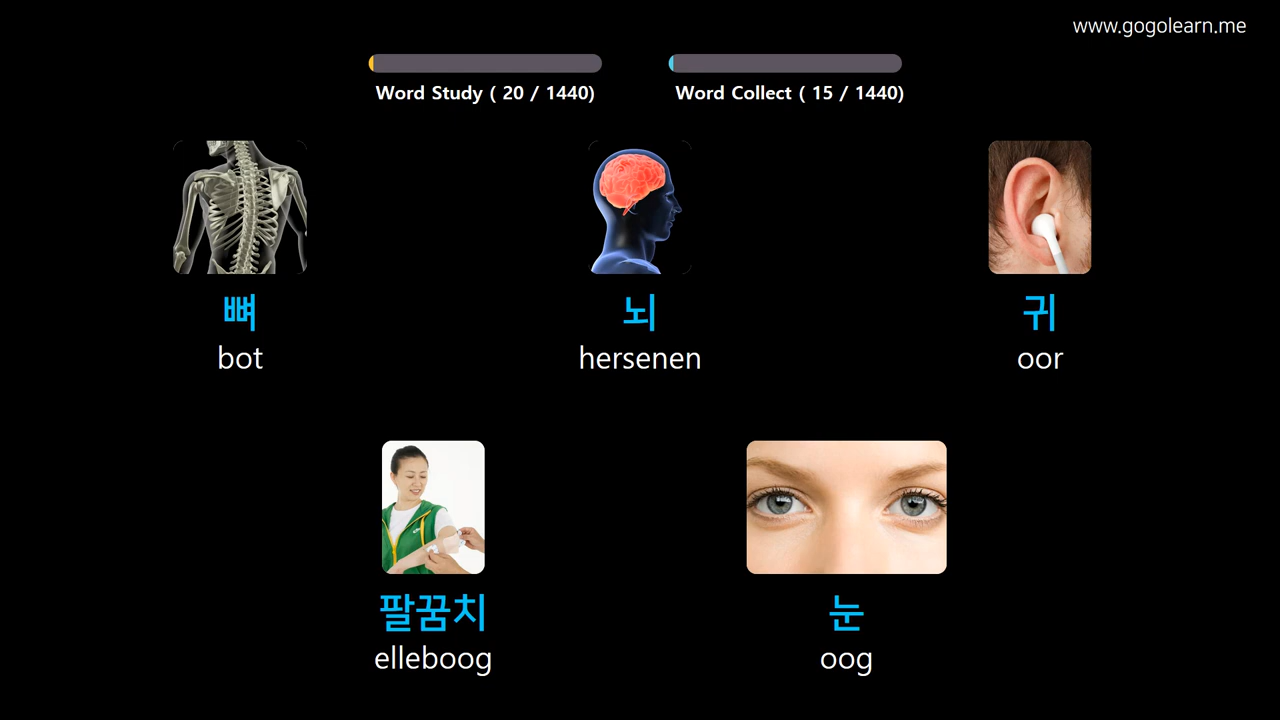 www.gogolearn.me
Word Study ( 20 / 1440)
Word Collect ( 15 / 1440)
뼈
bot
뇌
hersenen
귀
oor
팔꿈치
elleboog
눈
oog